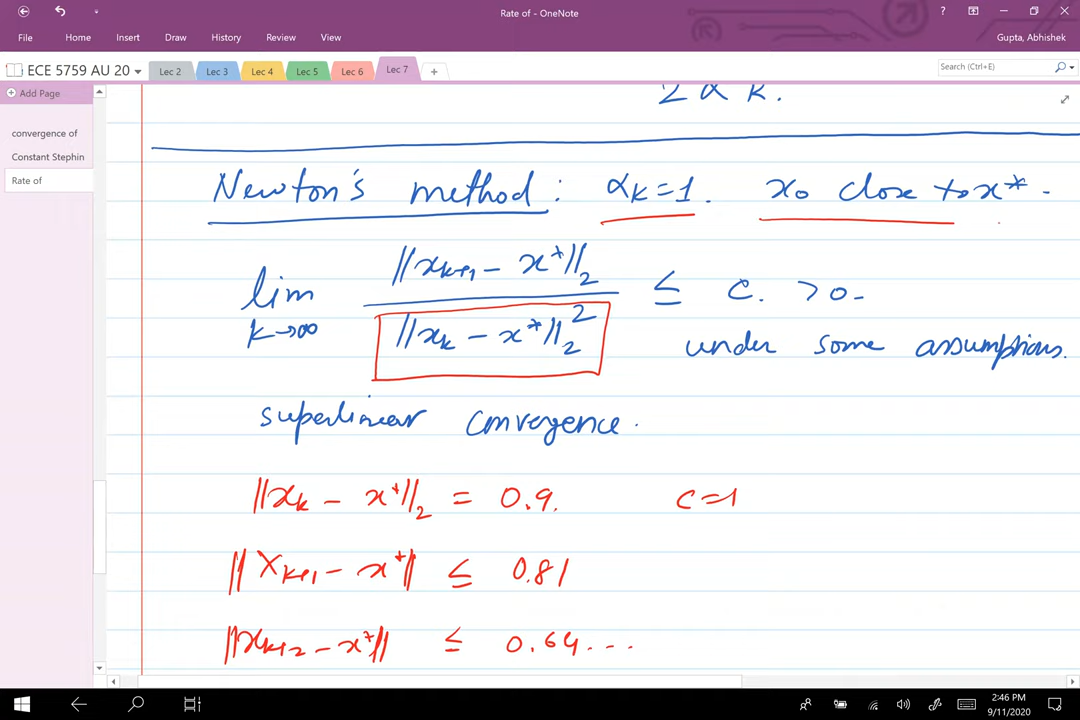 Rate of - OneNote
File Home Insert Draw History Review View
Gupta, Abhishek
ECE 5759 AU 20
Lec 2 Lec 3 Lec 4 Lec 5 Lec 6 Lec 7
Search (Ctrl+E)
Add Page
convergence of
Constant Stephin
Rate of
2 α k.
Newton's method: αₖ=1. x₀ close to x*.
lim k→∞ ||xₖ₊₁ - x*||₂ / ||xₖ - x*||₂² ≤ c. >0.
under some assumptions.
superlinear convergence.
||xₖ - x*||₂ = 0.9. c=1
||xₖ₊₁ - x*|| ≤ 0.81
||xₖ₊₂ - x*|| ≤ 0.64...
2:46 PM
9/11/2020